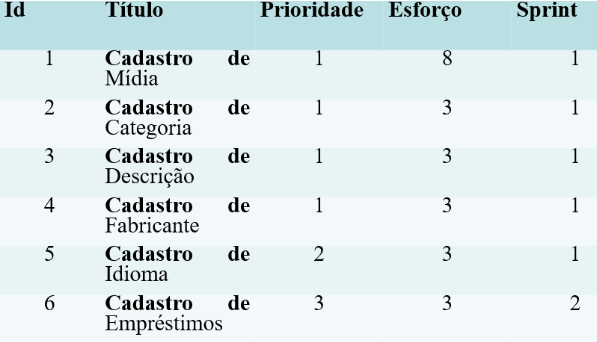 Id Título Prioridade Esforço Sprint
1 Cadastro de 1 8 1
Mídia
2 Cadastro de 1 3 1
Categoria
3 Cadastro de 1 3 1
Descrição
4 Cadastro de 1 3 1
Fabricante
5 Cadastro de 2 3 1
Idioma
6 Cadastro de 3 3 2
Empréstimos